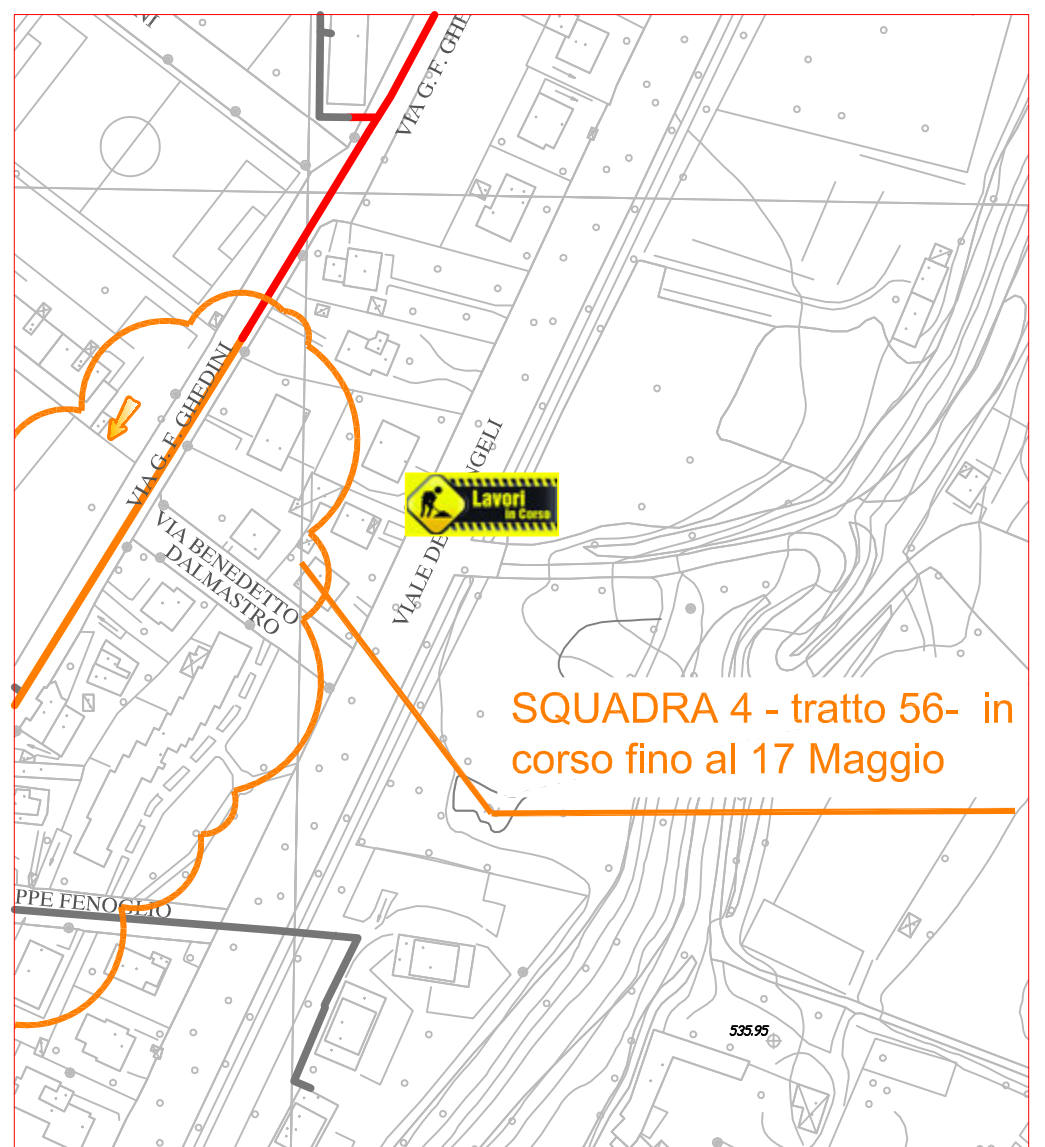 NI
VIA G. F. GHE
VIA G. F. GHEDINI
VIALE DE
NGELI
Lavori
in Corso
VIA BENEDETTO
DALMASTRO
SQUADRA 4 - tratto 56- in
corso fino al 17 Maggio
PPE FENOGLIO
535.95